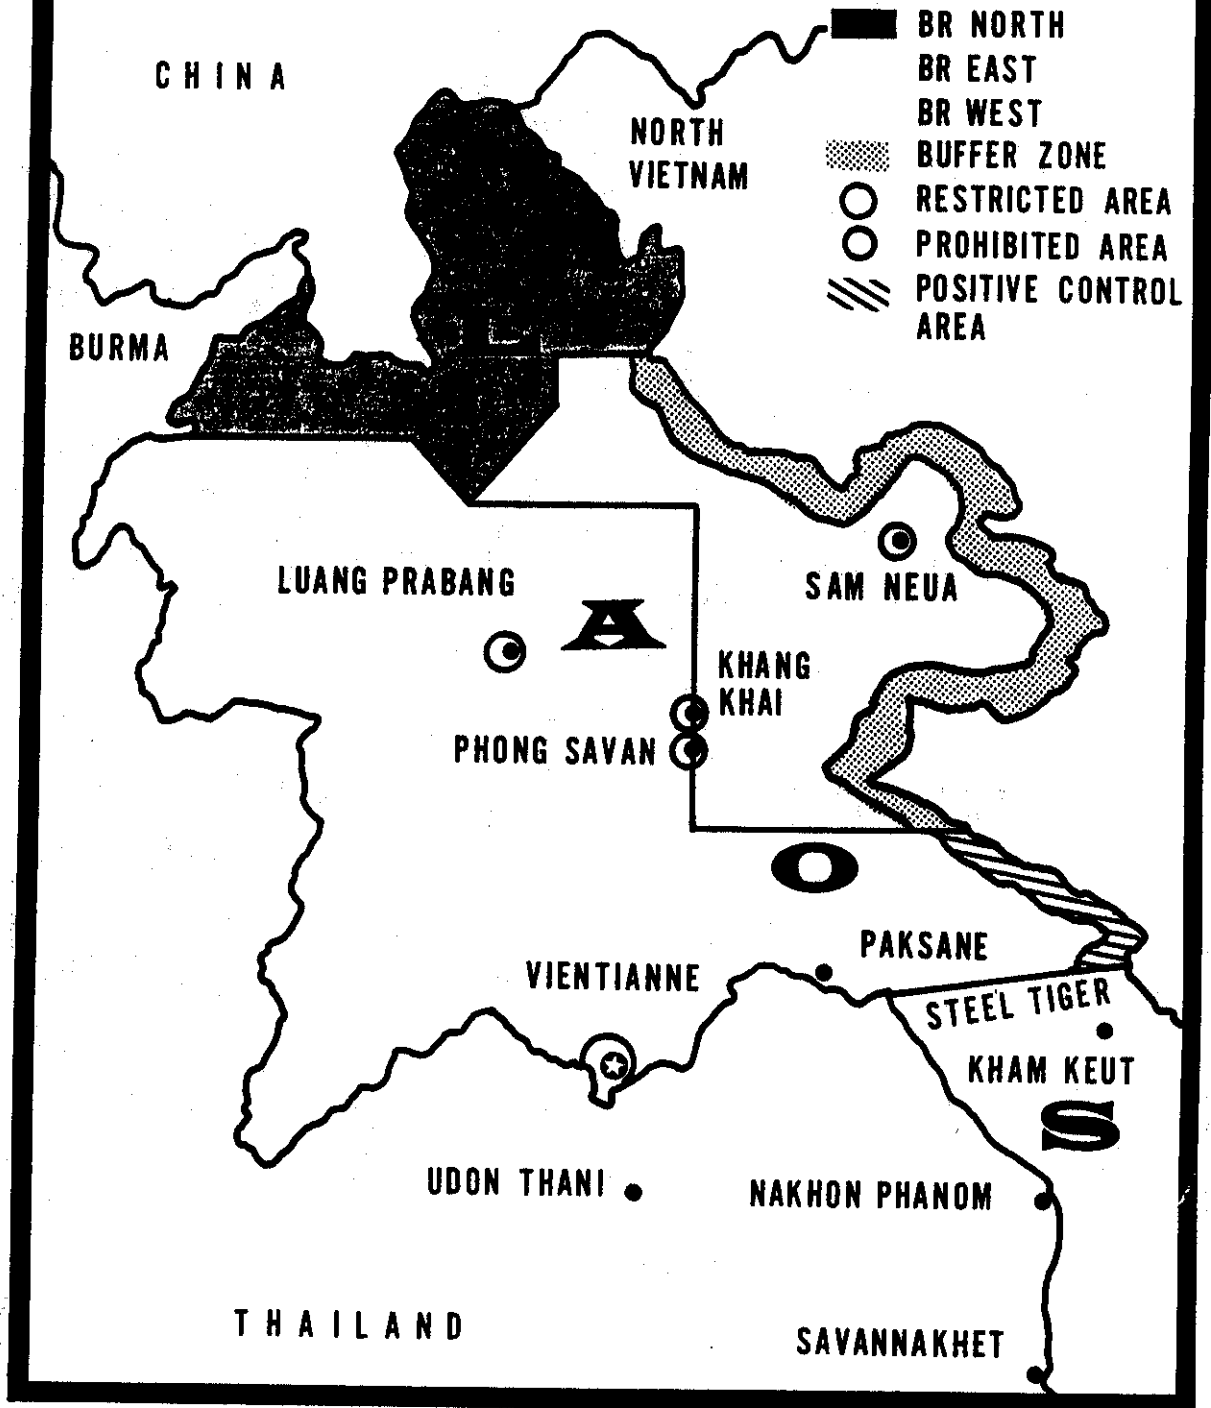 BR NORTH
BR EAST
BR WEST
BUFFER ZONE
RESTRICTED AREA
PROHIBITED AREA
POSITIVE CONTROL
AREA
CHINA
NORTH
VIETNAM
BURMA
LUANG PRABANG
SAM NEUA
A
KHANG
KHAI
PHONG SAVAN
O
PAKSANE
VIENTIANNE
STEEL TIGER
KHAM KEUT
S
UDON THANI
NAKHON PHANOM
THAILAND
SAVANNAKHET